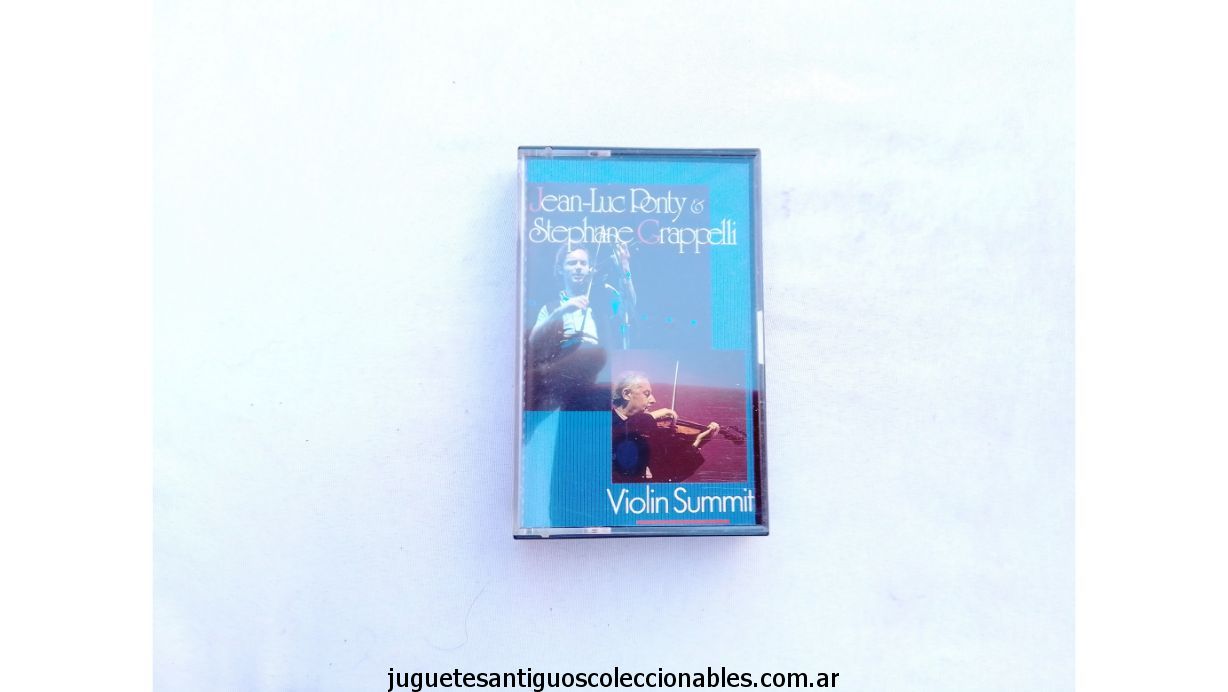 Jean-Luc Ponty &
Stephane Grappelli
Violin Summit
juguetesantiguoscoleccionables.com.ar